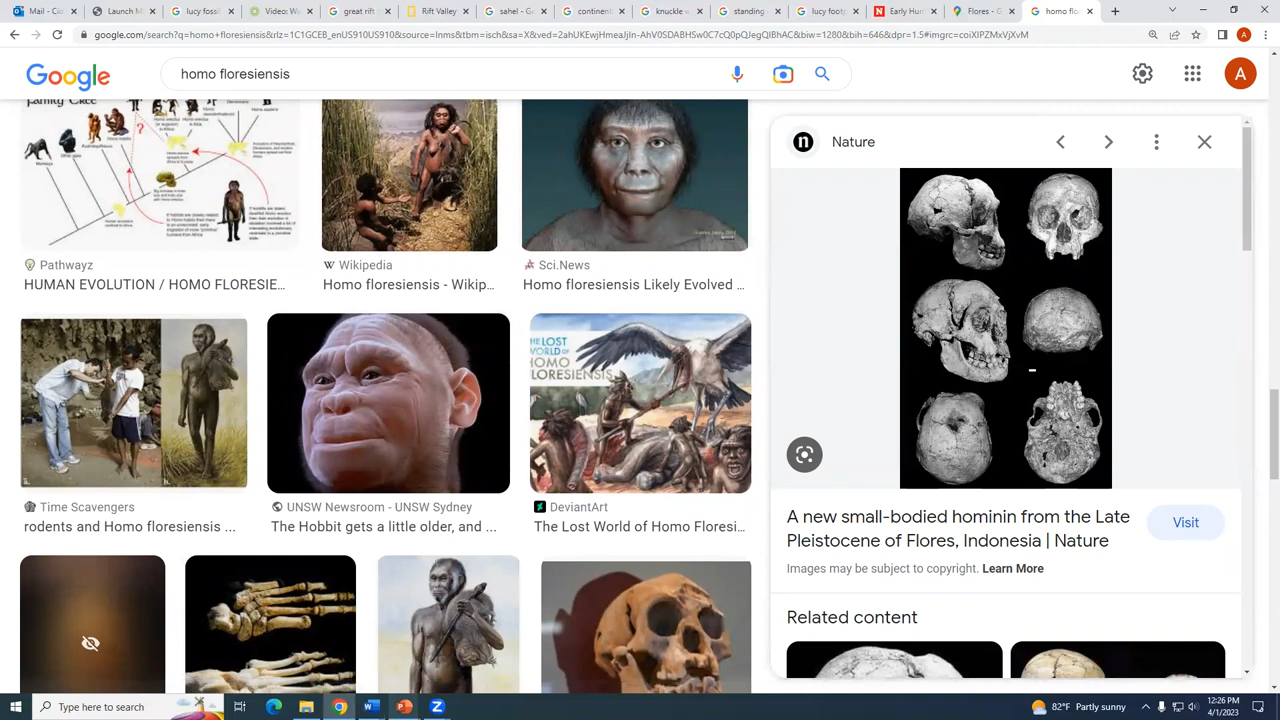 Mail - Cio
Launch M
lucy fossi
Video: We
great rift
Rift Valley
sahel - Go
continent
knuckle w
standing
lucy footp
Early Hur
Flores - G
homo flor
google.com/search?q=homo+floresiensis&rlz=1C1GCEB_enUS910US910&source=lnms&tbm=isch&sa=X&ved=2ahUKEwjHmeaJjIn-AhV0SDABHSw0C7cQ0pQJegQIBhAC&biw=1280&bih=646&dpr=1.5#imgrc=coiXIPZMxVjXvM
A
Google
homo floresiensis
A
Family Tree
Pathwayz
HUMAN EVOLUTION / HOMO FLORESIE...
Wikipedia
Homo floresiensis - Wikip...
Sci.News
Homo floresiensis Likely Evolved ...
THE LOST
WORLD OF
HOMO
FLORESIENSIS
Time Scavengers
rodents and Homo floresiensis ...
UNSW Newsroom - UNSW Sydney
The Hobbit gets a little older, and ...
DeviantArt
The Lost World of Homo Floresi...
n
Nature
A new small-bodied hominin from the Late
Pleistocene of Flores, Indonesia | Nature
Visit
Images may be subject to copyright. Learn More
Related content
Type here to search
82°F Partly sunny
12:26 PM
4/1/2023